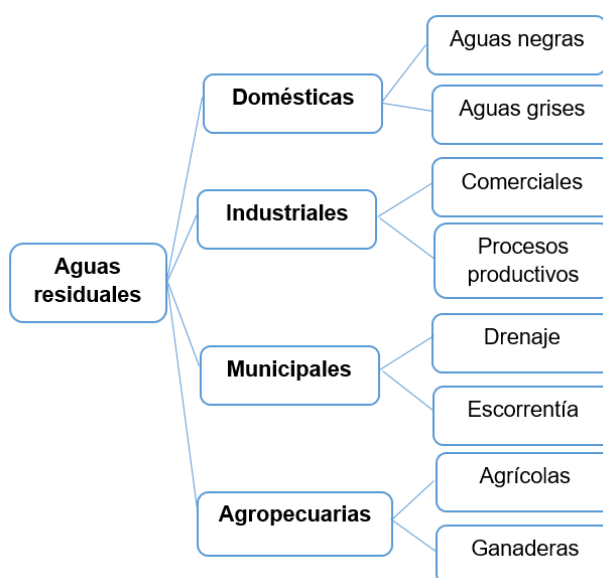 Aguas
residuales
Domésticas
Aguas negras
Aguas grises
Industriales
Comerciales
Procesos
productivos
Municipales
Drenaje
Escorrentía
Agropecuarias
Agrícolas
Ganaderas